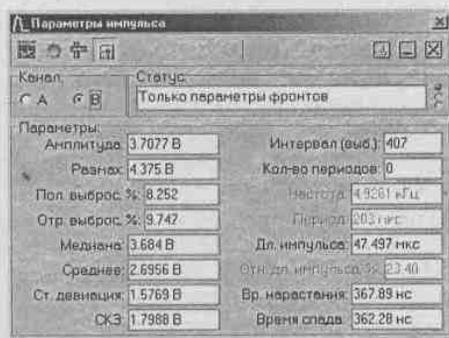 Параметры импульса
Канал:
Статус:
A
B
Только параметры фронтов
Параметры:
Амплитуда: 3.7077 В
Интервал (выб.): 407
Размах: 4.375 В
Кол-во периодов: 0
Пол. выброс, %: 8.252
Частота: 4.9261 кГц
Отр. выброс, %: 9.747
Период: 203 мкс
Медиана: 3.684 В
Дл. импульса: 47.497 мкс
Среднее: 2.6956 В
Отн. дл. импульса, %: 23.40
Ст. девиация: 1.5769 В
Вр. нарастания: 367.89 нс
СКЗ: 1.7988 В
Время спада: 362.28 нс